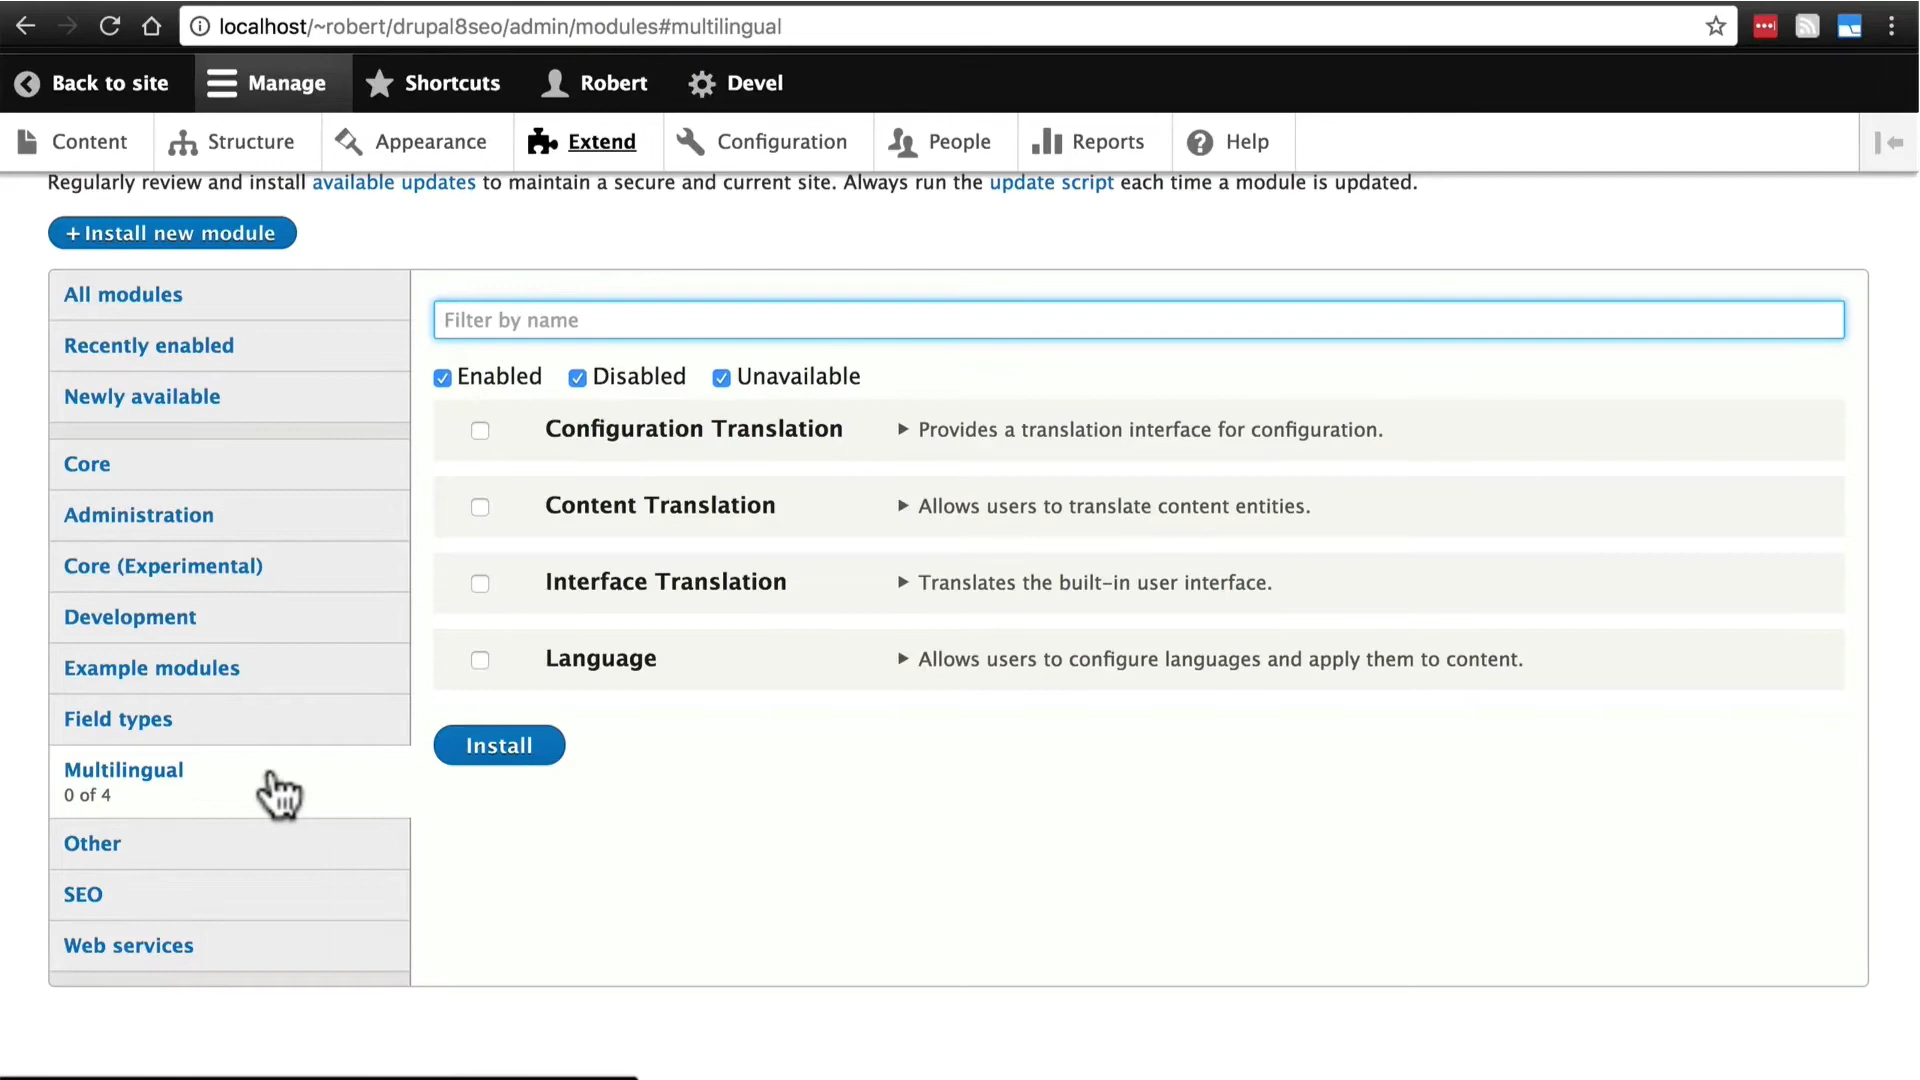 localhost/~robert/drupal8seo/admin/modules#multilingual
Back to site Manage Shortcuts Robert Devel
Content Structure Appearance Extend Configuration People Reports Help
Regularly review and install available updates to maintain a secure and current site. Always run the update script each time a module is updated.
+ Install new module
All modules
Recently enabled
Newly available
Core
Administration
Core (Experimental)
Development
Example modules
Field types
Multilingual
0 of 4
Other
SEO
Web services
Filter by name
Enabled Disabled Unavailable
Configuration Translation Provides a translation interface for configuration.
Content Translation Allows users to translate content entities.
Interface Translation Translates the built-in user interface.
Language Allows users to configure languages and apply them to content.
Install